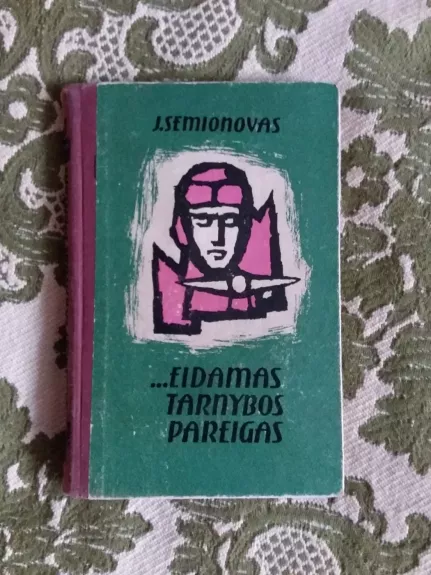 J.SEMIONOVAS
...EIDAMAS
TARNYBOS
PAREIGAS